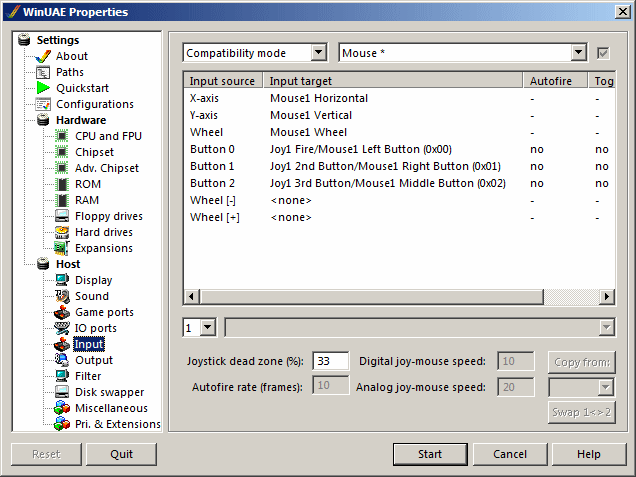 WinUAE Properties
Settings
About
Paths
Quickstart
Configurations
Hardware
CPU and FPU
Chipset
Adv. Chipset
ROM
RAM
Floppy drives
Hard drives
Expansions
Host
Display
Sound
Game ports
IO ports
Input
Output
Filter
Disk swapper
Miscellaneous
Pri. & Extensions
Compatibility mode Mouse *
Input source Input target Autofire Tog
X-axis Mouse1 Horizontal - -
Y-axis Mouse1 Vertical - -
Wheel Mouse1 Wheel - -
Button 0 Joy1 Fire/Mouse1 Left Button (0x00) no no
Button 1 Joy1 2nd Button/Mouse1 Right Button (0x01) no no
Button 2 Joy1 3rd Button/Mouse1 Middle Button (0x02) no no
Wheel [-] <none> - -
Wheel [+] <none> - -
1
Joystick dead zone (%): 33 Digital joy-mouse speed: 10 Copy from:
Autofire rate (frames): 10 Analog joy-mouse speed: 20
Swap 1<>2
Reset Quit Start Cancel Help